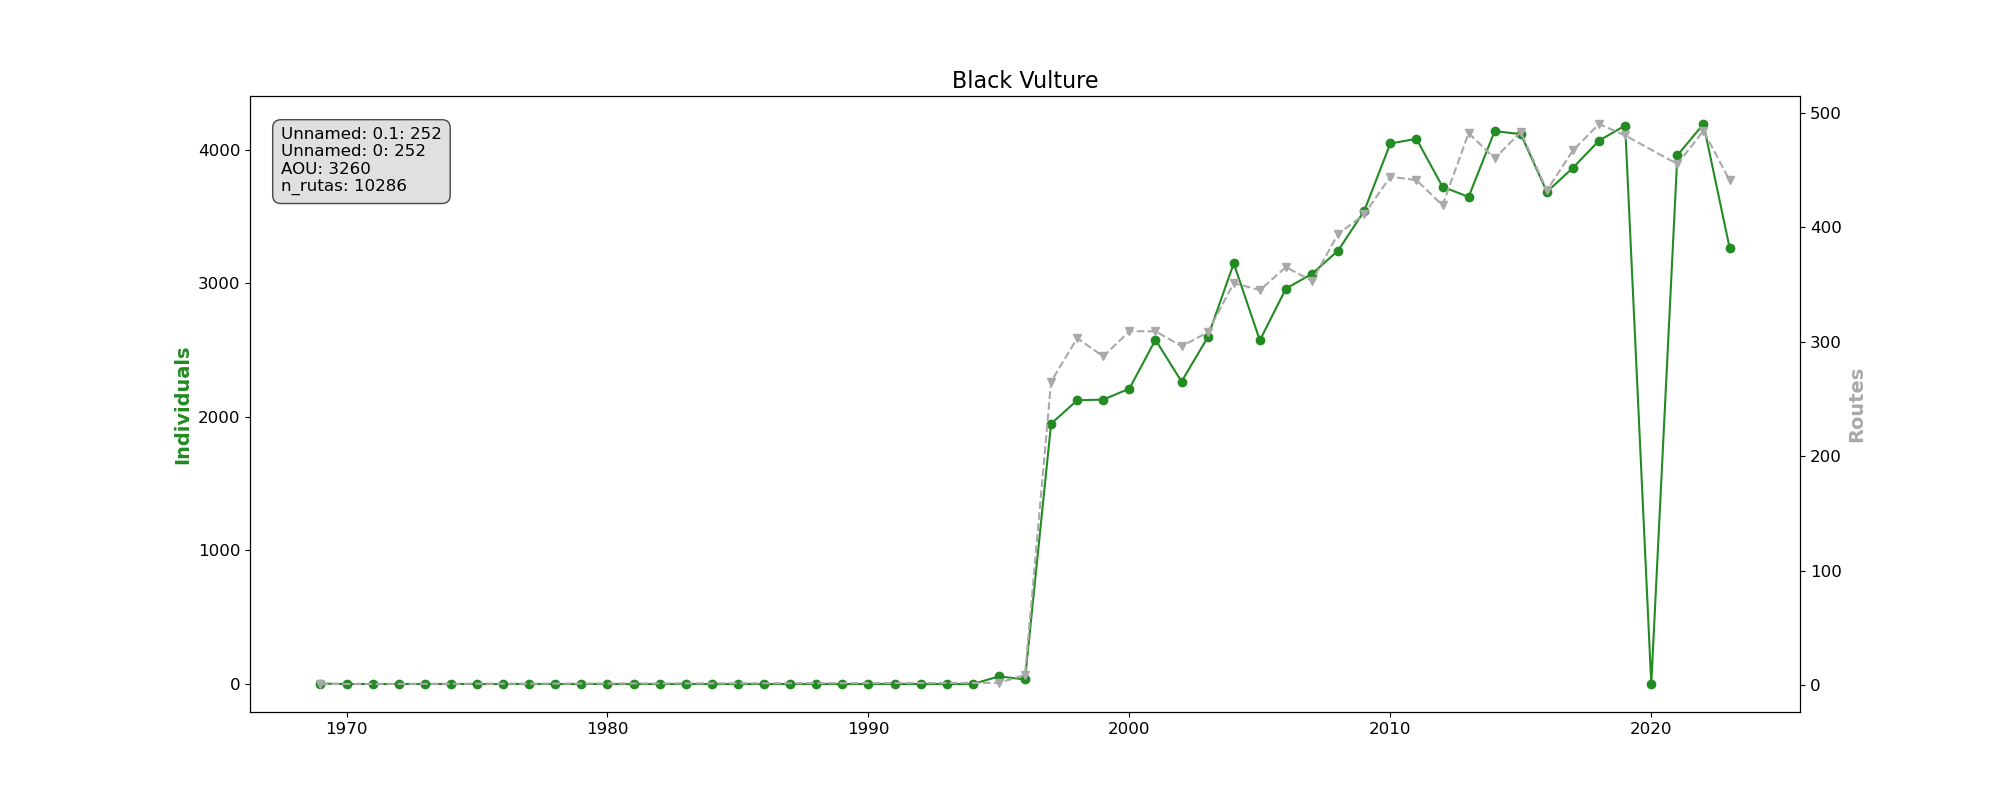 Black Vulture
Unnamed: 0.1: 252
Unnamed: 0: 252
AOU: 3260
n_rutas: 10286
Individuals
4000
3000
2000
1000
0
500
400
300
200
100
0
Routes
1970 1980 1990 2000 2010 2020